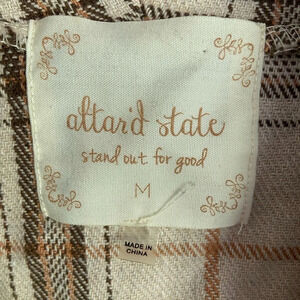 altar'd state
stand out for good
M
MADE IN
CHINA